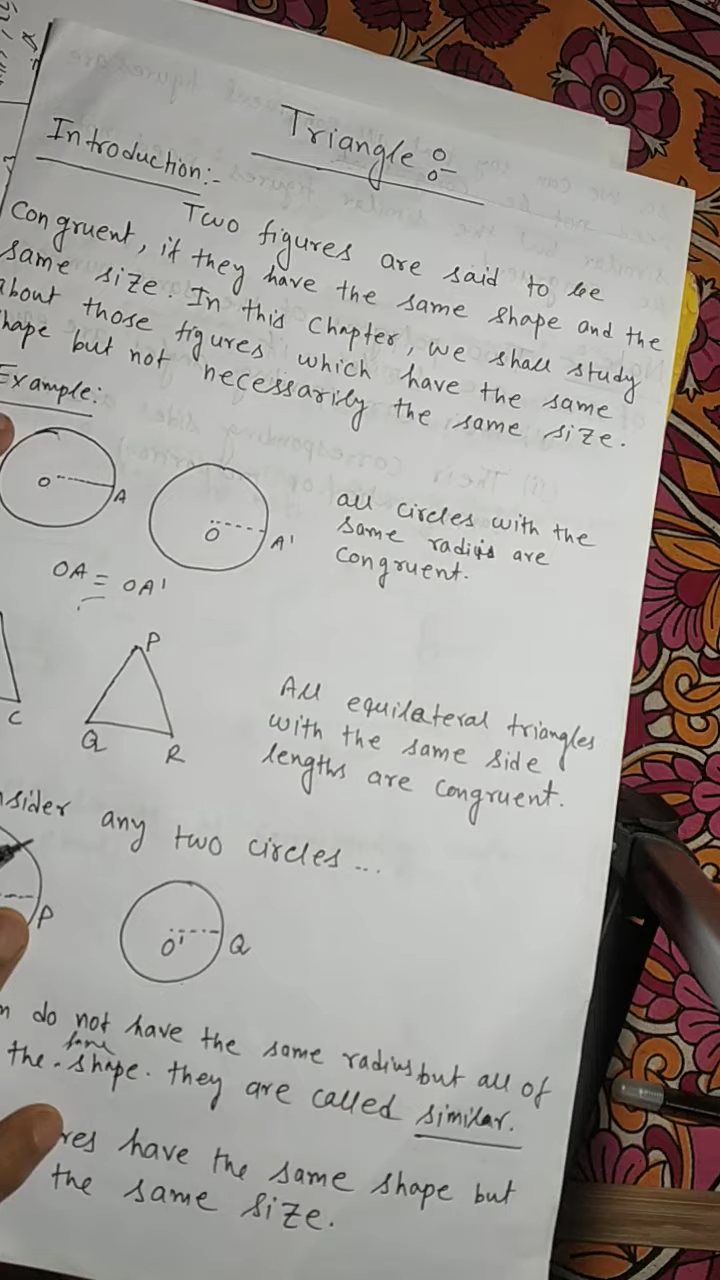 Triangle :-
Introduction:-
Two figures are said to be
Congruent, if they have the same shape and the
same size. In this Chapter, we shall study
about those figures which have the same
hape but not necessarily the same size.
Example:
O A
O A'
all circles with the
same radius are
Congruent.
OA = OA'
C
P
Q R
All equilateral triangles
with the same side
lengths are congruent.
nsider any two circles ...
P
O' Q
n do not have the same radius but all of
same
the shape. they are called similar.
res have the same shape but
the same size.